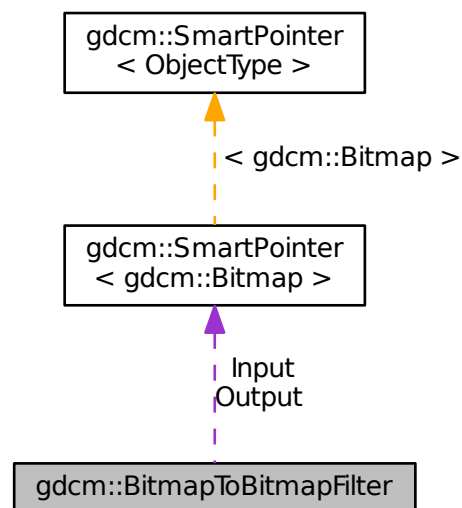 gdcm::SmartPointer
< ObjectType >
< gdcm::Bitmap >
gdcm::SmartPointer
< gdcm::Bitmap >
Input
Output
gdcm::BitmapToBitmapFilter